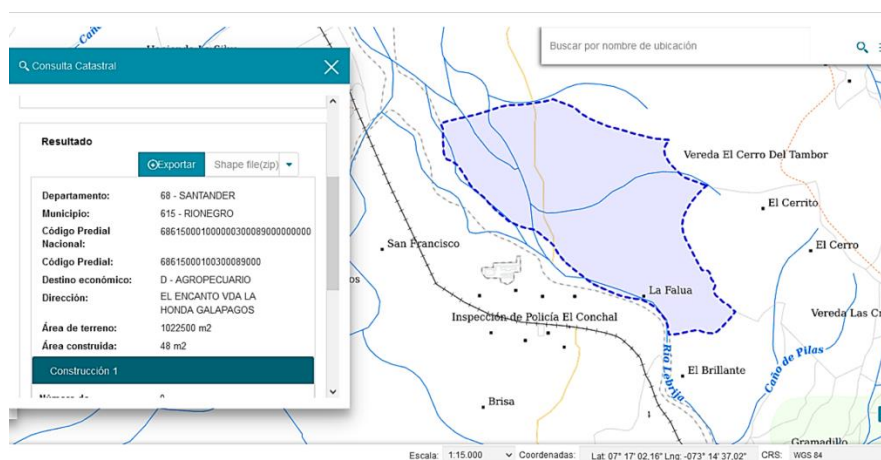 Buscar por nombre de ubicación
Consulta Catastral
Resultado
Exportar
Shape file(zip)
Departamento: 68 - SANTANDER
Municipio: 615 - RIONEGRO
Código Predial Nacional: 686150001000000300089000000000
Código Predial: 68615000100300089000
Destino económico: D - AGROPECUARIO
Dirección: EL ENCANTO VDA LA
HONDA GALAPAGOS
Área de terreno: 1022500 m2
Área construida: 48 m2
Construcción 1
Vereda El Cerro Del Tambor
El Cerrito
San Francisco
El Cerro
os
La Falua
Vereda Las Cr
Inspección de Policía El Conchal
Río Lebrija
El Brillante
Caño de Pilas
Brisa
Gramadillo
Escala: 1:15.000 Coordenadas: Lat: 07° 17' 02.16" Lng: -073° 14' 37.02" CRS: WGS 84